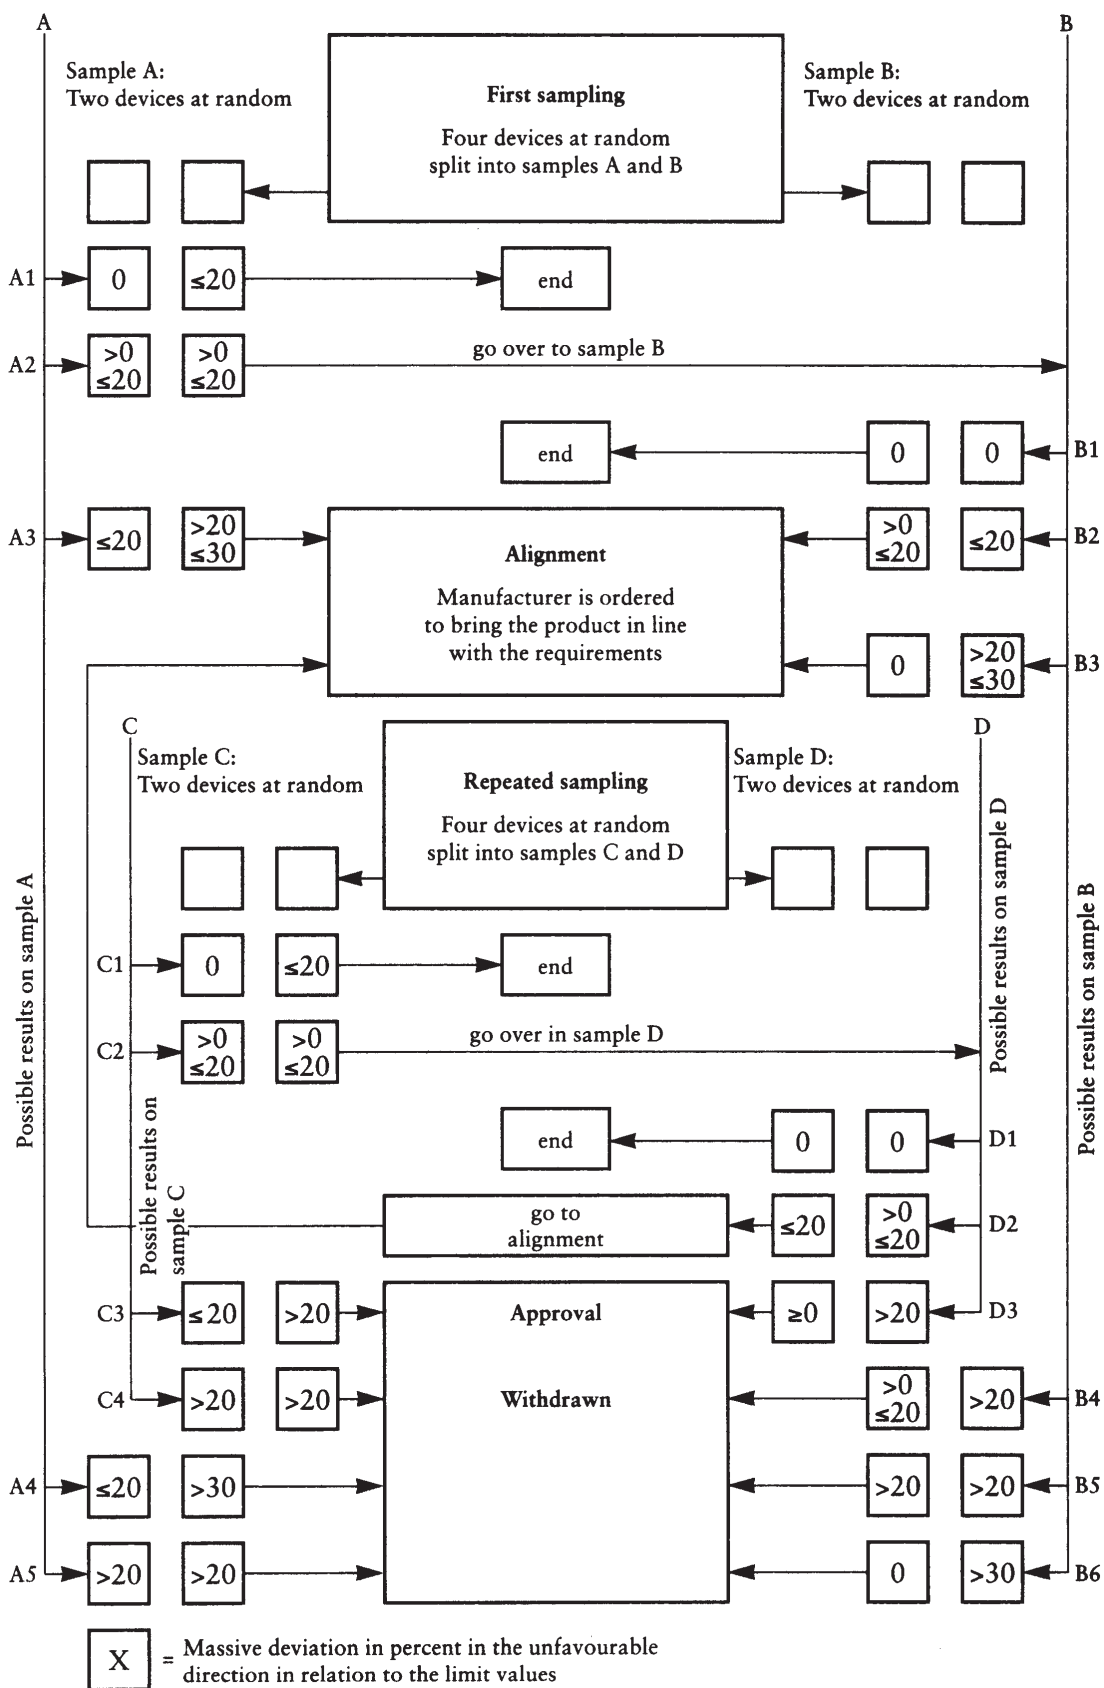 A
B
Sample A:
Two devices at random
First sampling
Four devices at random
split into samples A and B
Sample B:
Two devices at random
A1
0
≤20
end
A2
>0
≤20
>0
≤20
go over to sample B
end
0
0
B1
A3
≤20
>20
≤30
Alignment
Manufacturer is ordered
to bring the product in line
with the requirements
>0
≤20
≤20
B2
0
>20
≤30
B3
C
D
Sample C:
Two devices at random
Repeated sampling
Four devices at random
split into samples C and D
Sample D:
Two devices at random
Possible results on sample A
Possible results on sample D
Possible results on sample B
C1
0
≤20
end
C2
>0
≤20
>0
≤20
go over in sample D
Possible results on
sample C
end
0
0
D1
go to
alignment
≤20
>0
≤20
D2
C3
≤20
>20
Approval
≥0
>20
D3
C4
>20
>20
Withdrawn
>0
≤20
>20
B4
A4
≤20
>30
>20
>20
B5
A5
>20
>20
0
>30
B6
X
= Massive deviation in percent in the unfavourable
direction in relation to the limit values